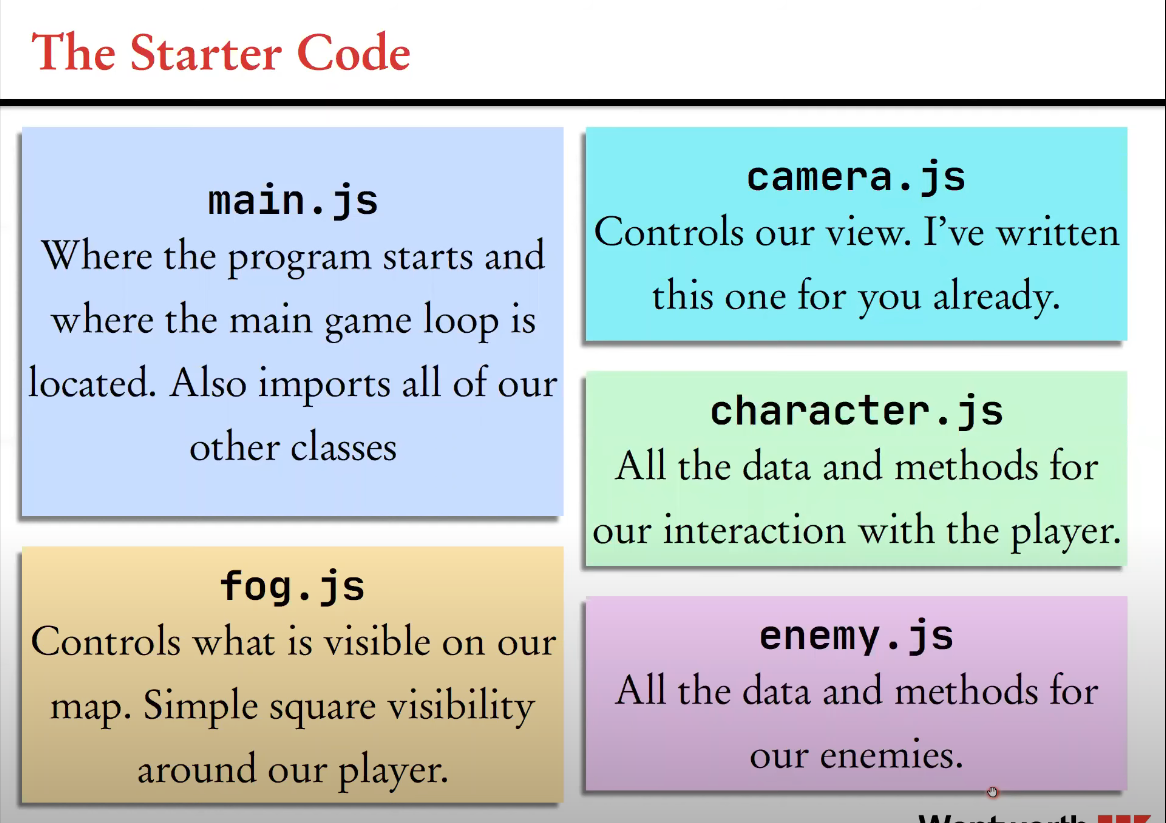 The Starter Code
main.js
Where the program starts and
where the main game loop is
located. Also imports all of our
other classes
fog.js
Controls what is visible on our
map. Simple square visibility
around our player.
camera.js
Controls our view. I’ve written
this one for you already.
character.js
All the data and methods for
our interaction with the player.
enemy.js
All the data and methods for
our enemies.
Wentworth